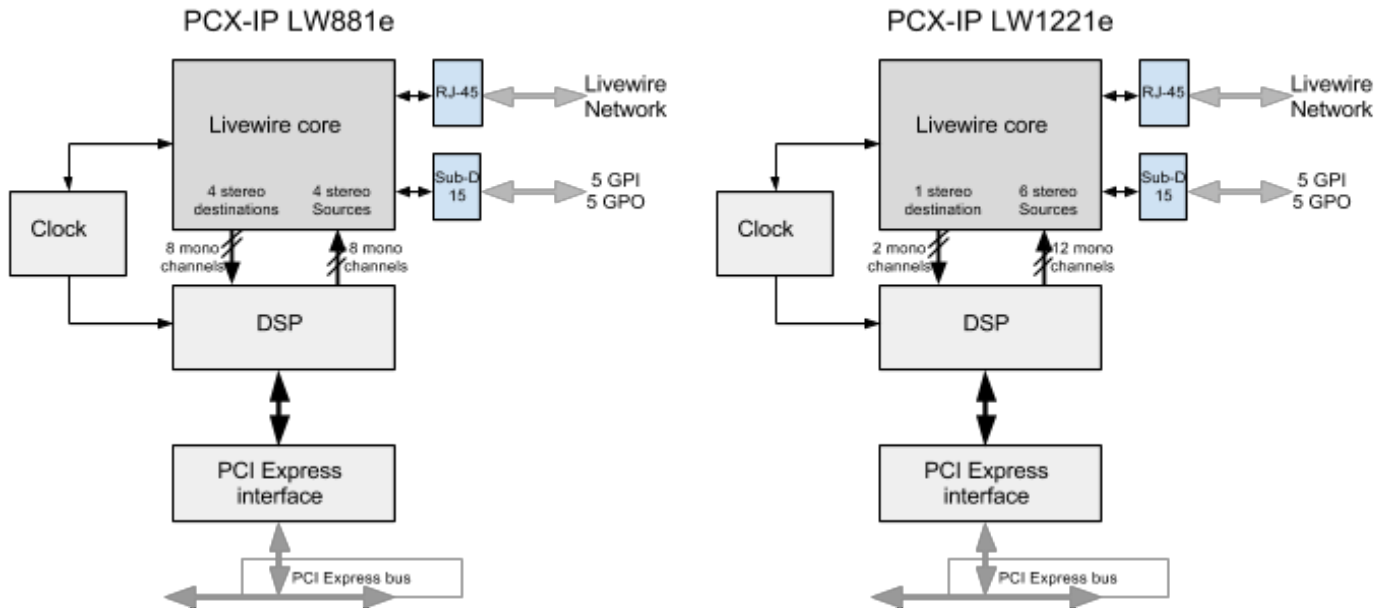 PCX-IP LW881e
Livewire core
4 stereo
destinations
4 stereo
Sources
RJ-45
Livewire
Network
Sub-D
15
5 GPI
5 GPO
Clock
8 mono
channels
8 mono
channels
DSP
PCI Express
interface
PCI Express bus
PCX-IP LW1221e
Livewire core
1 stereo
destination
6 stereo
Sources
RJ-45
Livewire
Network
Sub-D
15
5 GPI
5 GPO
Clock
2 mono
channels
12 mono
channels
DSP
PCI Express
interface
PCI Express bus